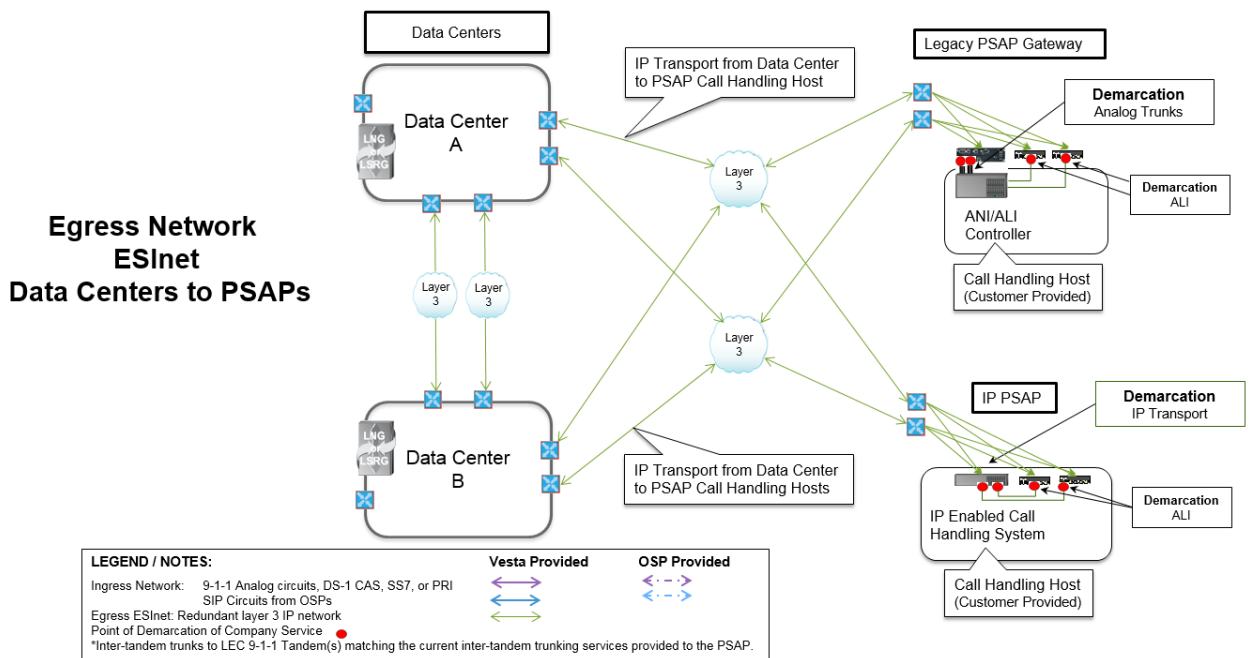 Data Centers
Legacy PSAP Gateway
IP Transport from Data Center
to PSAP Call Handling Host
Demarcation
Analog Trunks
Data Center
A
LNG
LSRG
Layer
3
Demarcation
ALI
ANI/ALI
Controller
Egress Network
ESInet
Data Centers to PSAPs
Call Handling Host
(Customer Provided)
Layer
3
Layer
3
Layer
3
IP PSAP
Demarcation
IP Transport
LNG
LSRG
Data Center
B
IP Transport from Data Center
to PSAP Call Handling Hosts
Demarcation
ALI
IP Enabled Call
Handling System
Call Handling Host
(Customer Provided)
LEGEND / NOTES:
Vesta Provided
OSP Provided
Ingress Network: 9-1-1 Analog circuits, DS-1 CAS, SS7, or PRI
SIP Circuits from OSPs
Egress ESInet: Redundant layer 3 IP network
Point of Demarcation of Company Service
*Inter-tandem trunks to LEC 9-1-1 Tandem(s) matching the current inter-tandem trunking services provided to the PSAP.